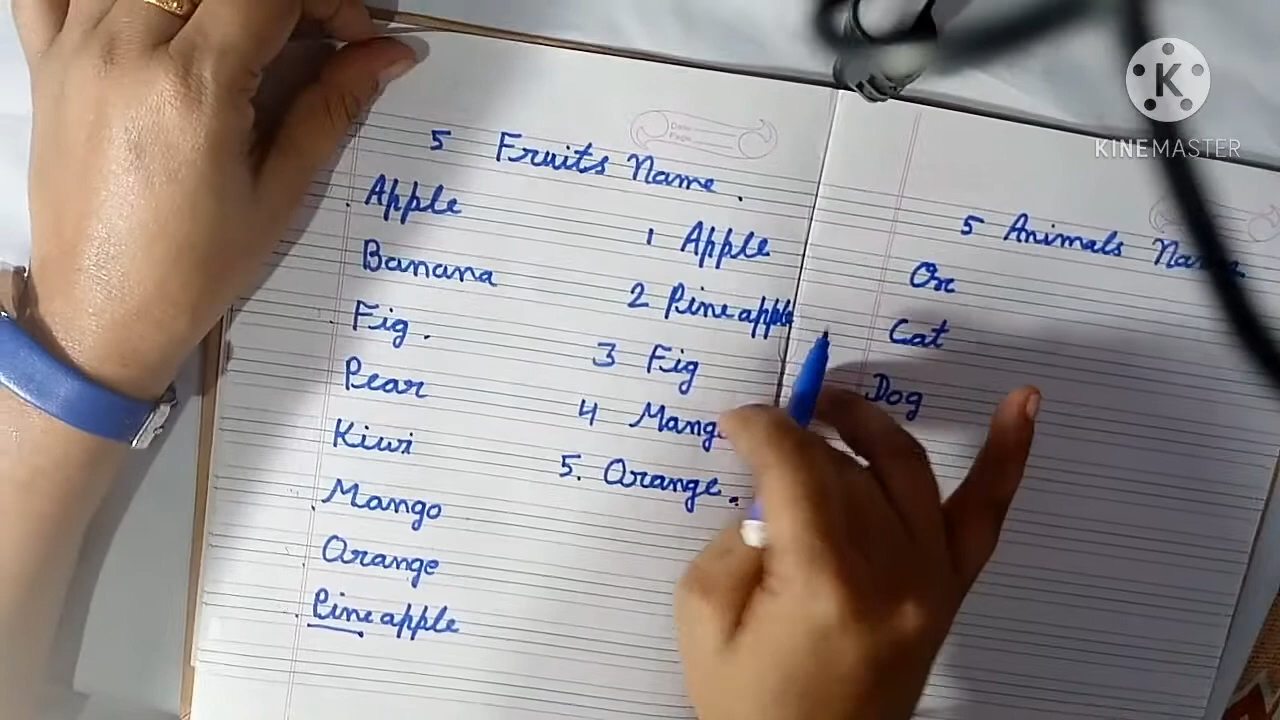 5 Fruits Name.
Apple
Banana
Fig.
Pear
Kiwi
Mango
Orange
Pineapple
1 Apple
2 Pineapple
3 Fig
4 Mango
5. Orange.
5 Animals Name
Ox
Cat
Dog
K
KINEMASTER